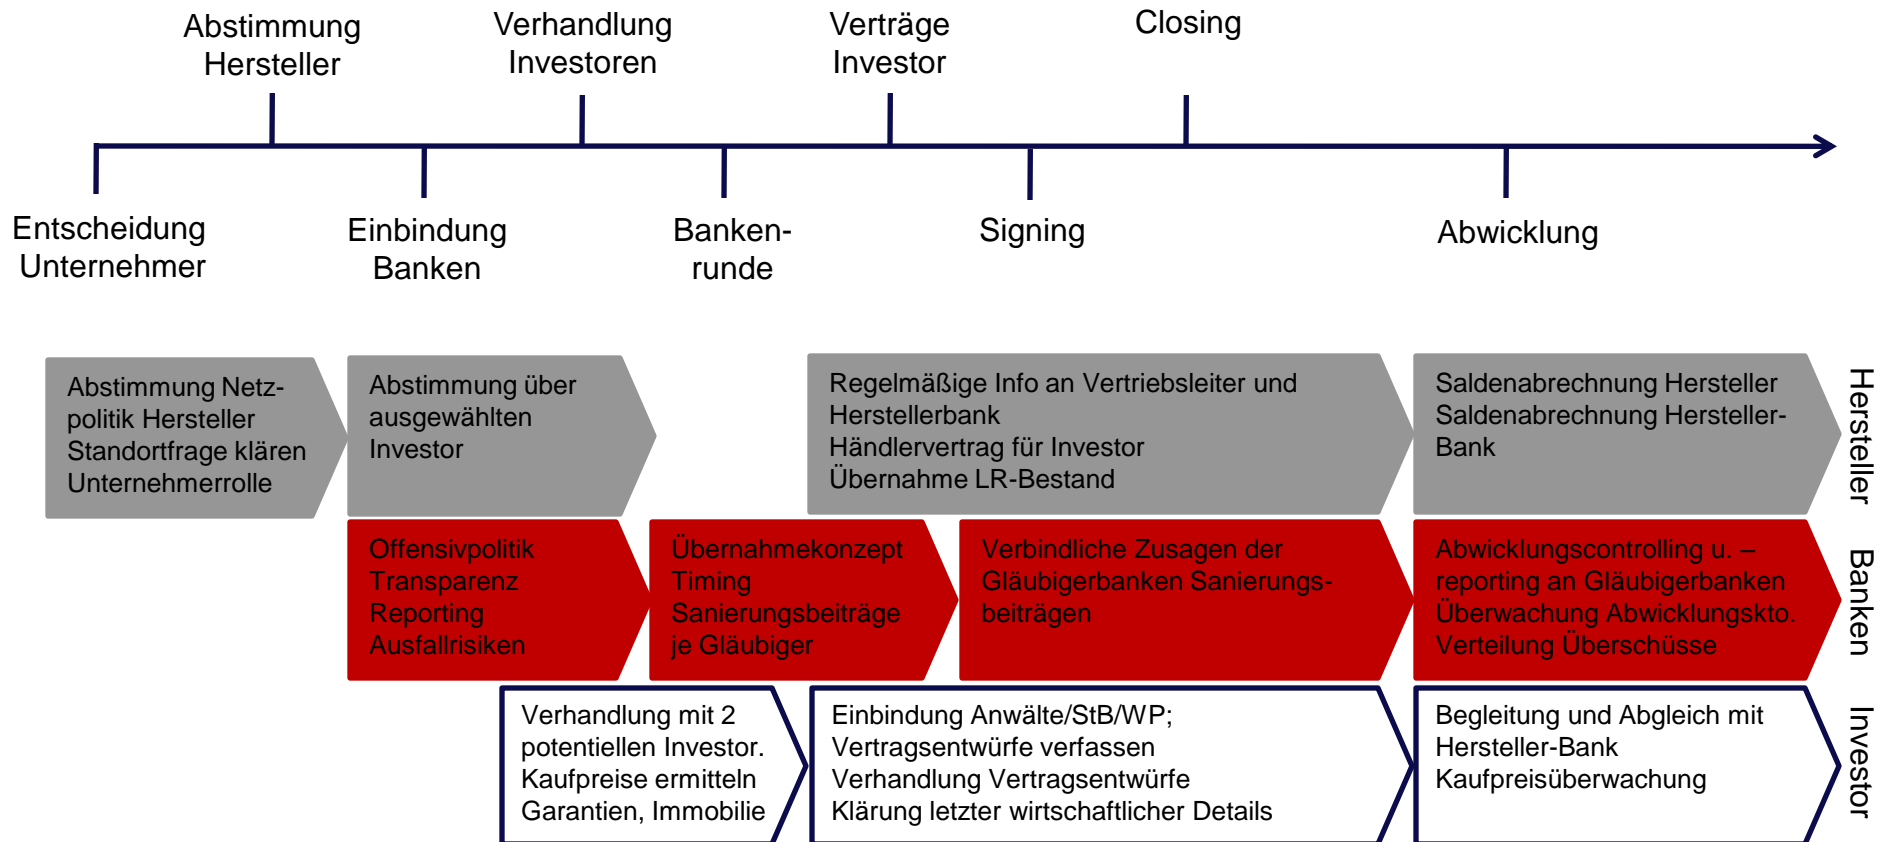 Abstimmung
Hersteller
Verhandlung
Investoren
Verträge
Investor
Closing
Entscheidung
Unternehmer
Einbindung
Banken
Banken-
runde
Signing
Abwicklung
Abstimmung Netz-
politik Hersteller
Standortfrage klären
Unternehmerrolle
Abstimmung über
ausgewählten
Investor
Regelmäßige Info an Vertriebsleiter und
Herstellerbank
Händlervertrag für Investor
Übernahme LR-Bestand
Saldenabrechnung Hersteller
Saldenabrechnung Hersteller-
Bank
Hersteller
Offensivpolitik
Transparenz
Reporting
Ausfallrisiken
Übernahmekonzept
Timing
Sanierungsbeiträge
je Gläubiger
Verbindliche Zusagen der
Gläubigerbanken Sanierungs-
beiträgen
Abwicklungscontrolling u. –
reporting an Gläubigerbanken
Überwachung Abwicklungskto.
Verteilung Überschüsse
Banken
Verhandlung mit 2
potentiellen Investor.
Kaufpreise ermitteln
Garantien, Immobilie
Einbindung Anwälte/StB/WP;
Vertragsentwürfe verfassen
Verhandlung Vertragsentwürfe
Klärung letzter wirtschaftlicher Details
Begleitung und Abgleich mit
Hersteller-Bank
Kaufpreisüberwachung
Investor